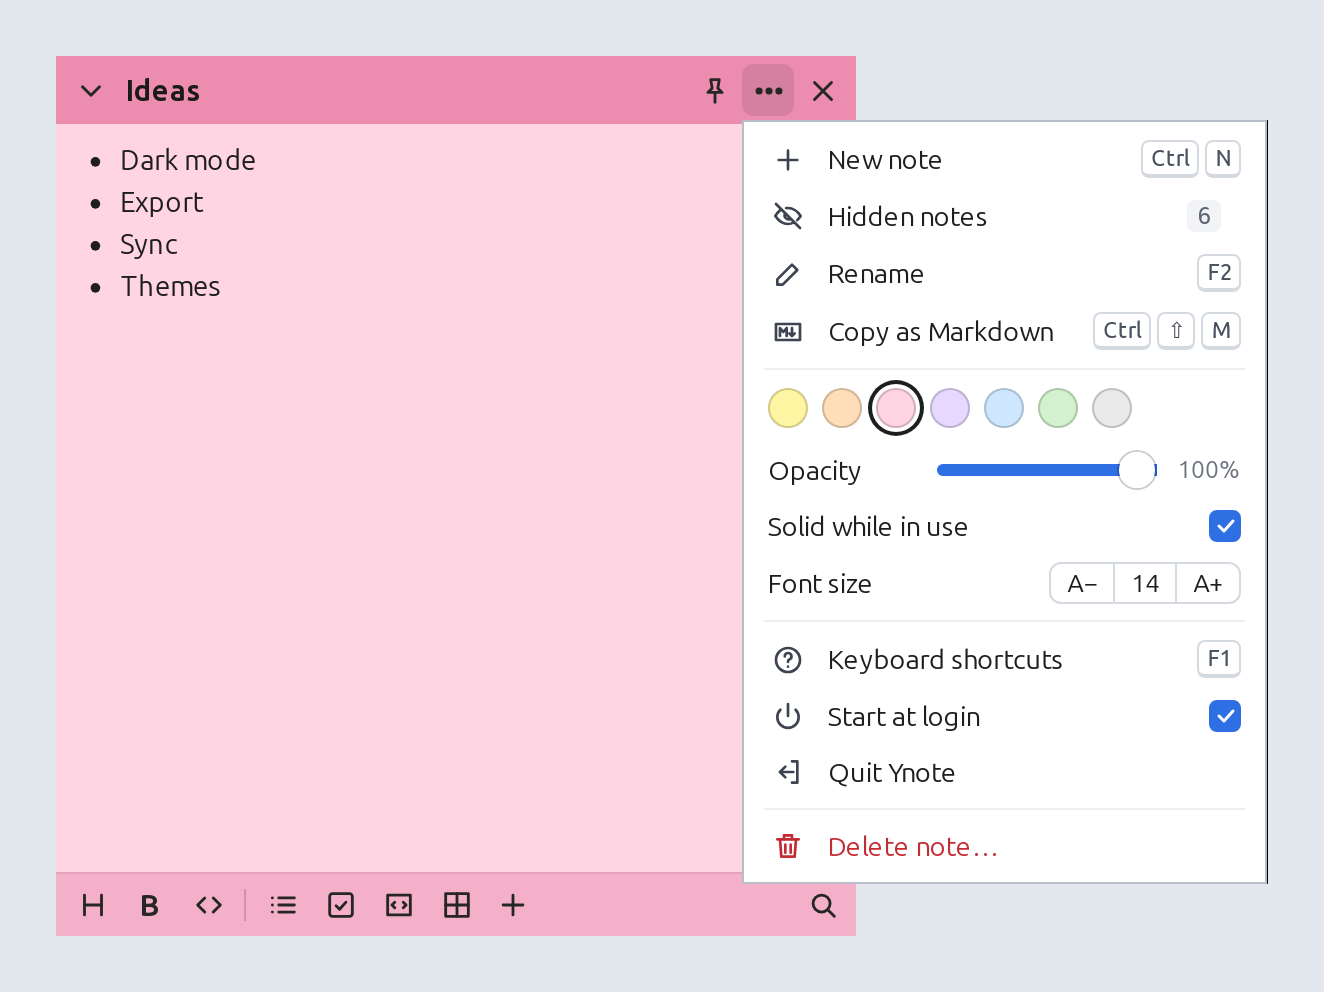 Ideas
• Dark mode
• Export
• Sync
• Themes
New note Ctrl N
Hidden notes 6
Rename F2
Copy as Markdown Ctrl ⇧ M
Opacity 100%
Solid while in use
Font size A− 14 A+
Keyboard shortcuts F1
Start at login
Quit Ynote
Delete note…
H B <>